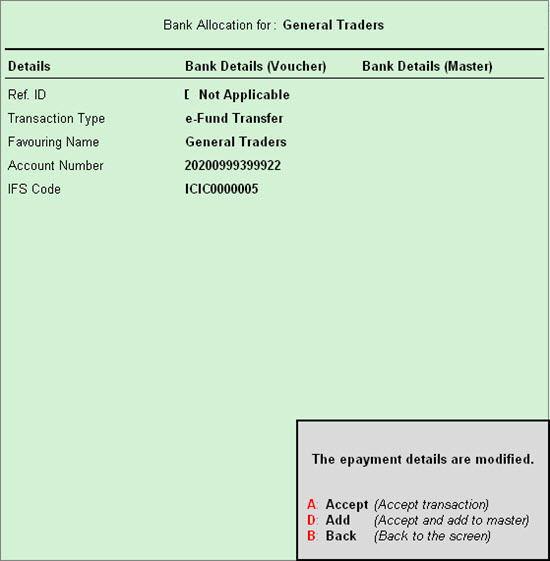 Bank Allocation for : General Traders
Details Bank Details (Voucher) Bank Details (Master)
Ref. ID [ Not Applicable
Transaction Type e-Fund Transfer
Favouring Name General Traders
Account Number 20200999399922
IFS Code ICIC0000005
The epayment details are modified.
A: Accept (Accept transaction)
D: Add (Accept and add to master)
B: Back (Back to the screen)